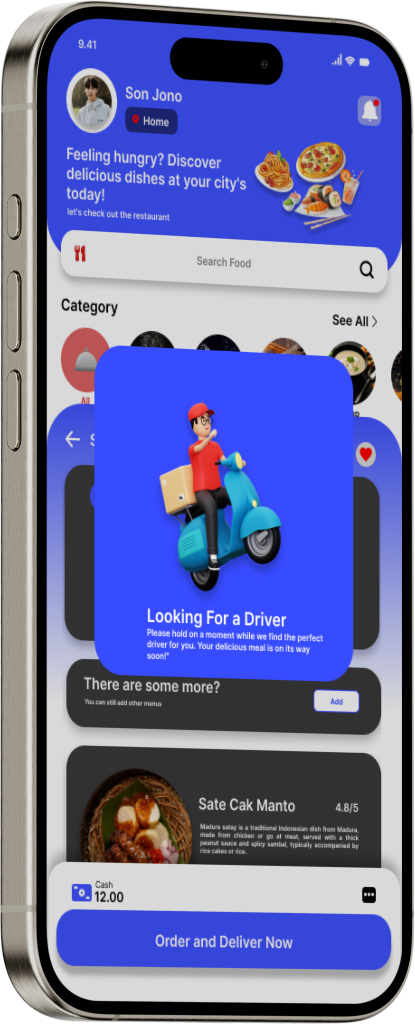 9.41
Son Jono
Home
Feeling hungry? Discover
delicious dishes at your city's
today!
let's check out the restaurant
Search Food
Category
See All
All
Looking For a Driver
Please hold on a moment while we find the perfect
driver for you. Your delicious meal is on its way
soon!"
There are some more?
You can still add other menus
Add
Sate Cak Manto
4.8/5
Madura satay is a traditional Indonesian dish from Madura,
made from chicken or go at meat, served with a thick
peanut sauce and spicy sambal, typically accompanied by
rice cakes or rice.
Cash
12.00
Order and Deliver Now